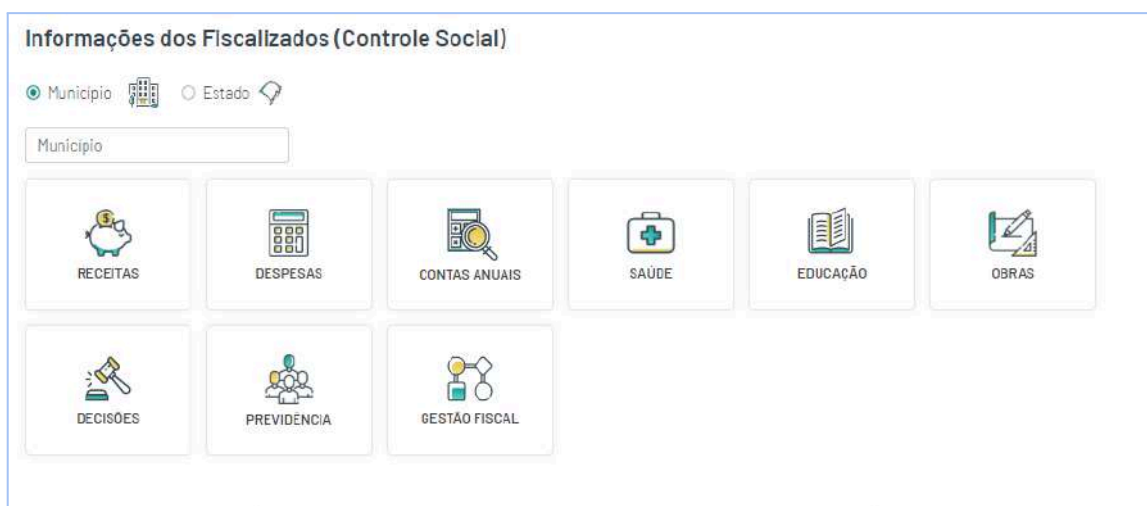 Informações dos Fiscalizados (Controle Social)
Município Estado
Município
RECEITAS DESPESAS CONTAS ANUAIS SAÚDE EDUCAÇÃO OBRAS
DECISÕES PREVIDÊNCIA GESTÃO FISCAL